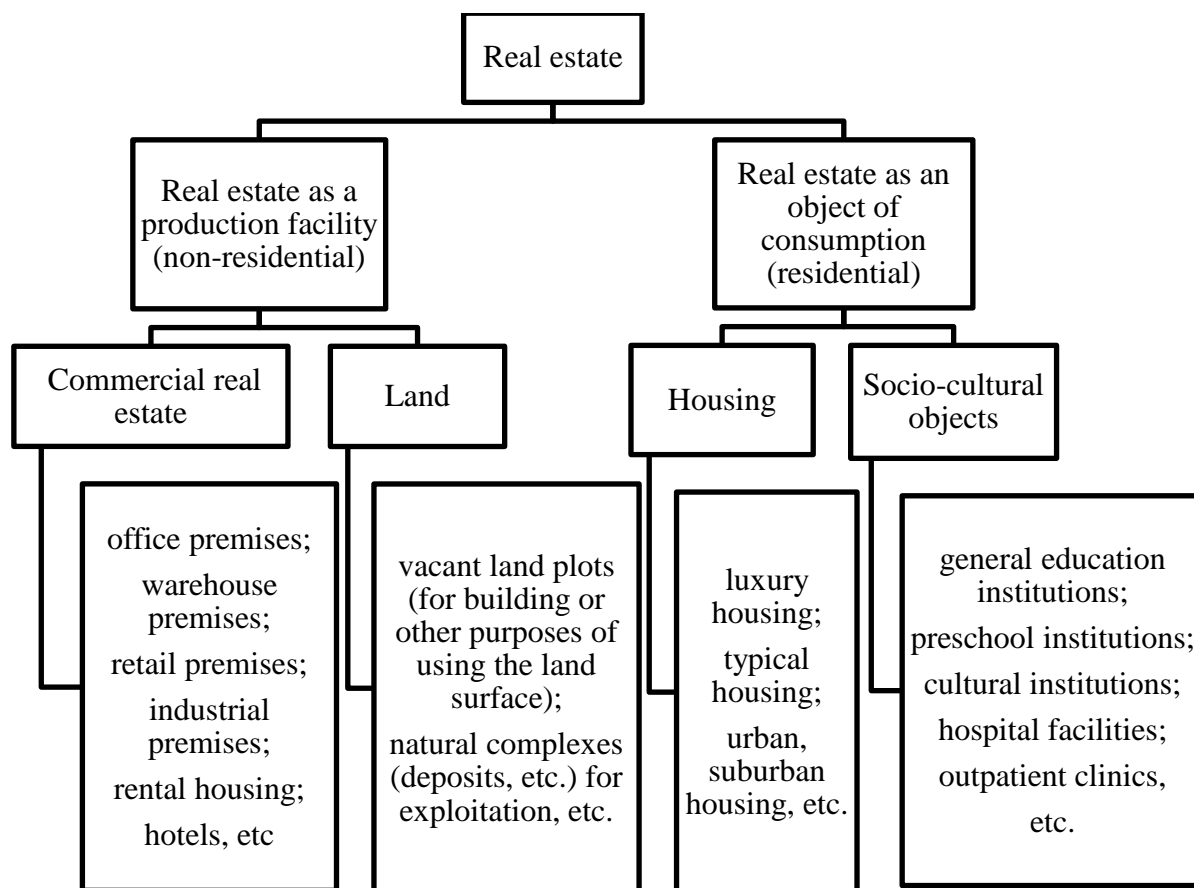 Real estate
Real estate as a
production facility
(non-residential)
Real estate as an
object of
consumption
(residential)
Commercial real
estate
Land
Housing
Socio-cultural
objects
office premises;
warehouse
premises;
retail premises;
industrial
premises;
rental housing;
hotels, etc
vacant land plots
(for building or
other purposes of
using the land
surface);
natural complexes
(deposits, etc.) for
exploitation, etc.
luxury
housing;
typical
housing;
urban,
suburban
housing, etc.
general education
institutions;
preschool institutions;
cultural institutions;
hospital facilities;
outpatient clinics,
etc.